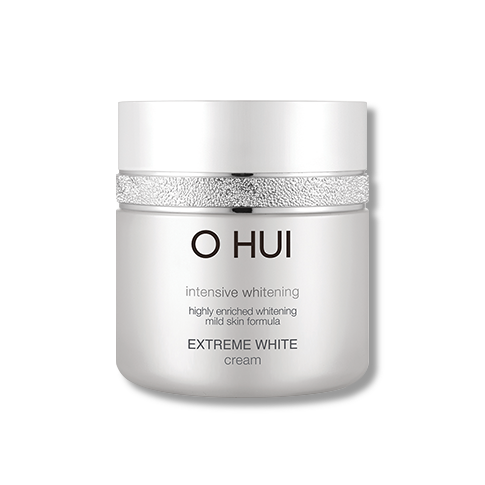 O HUI
intensive whitening
highly enriched whitening
mild skin formula
EXTREME WHITE
cream